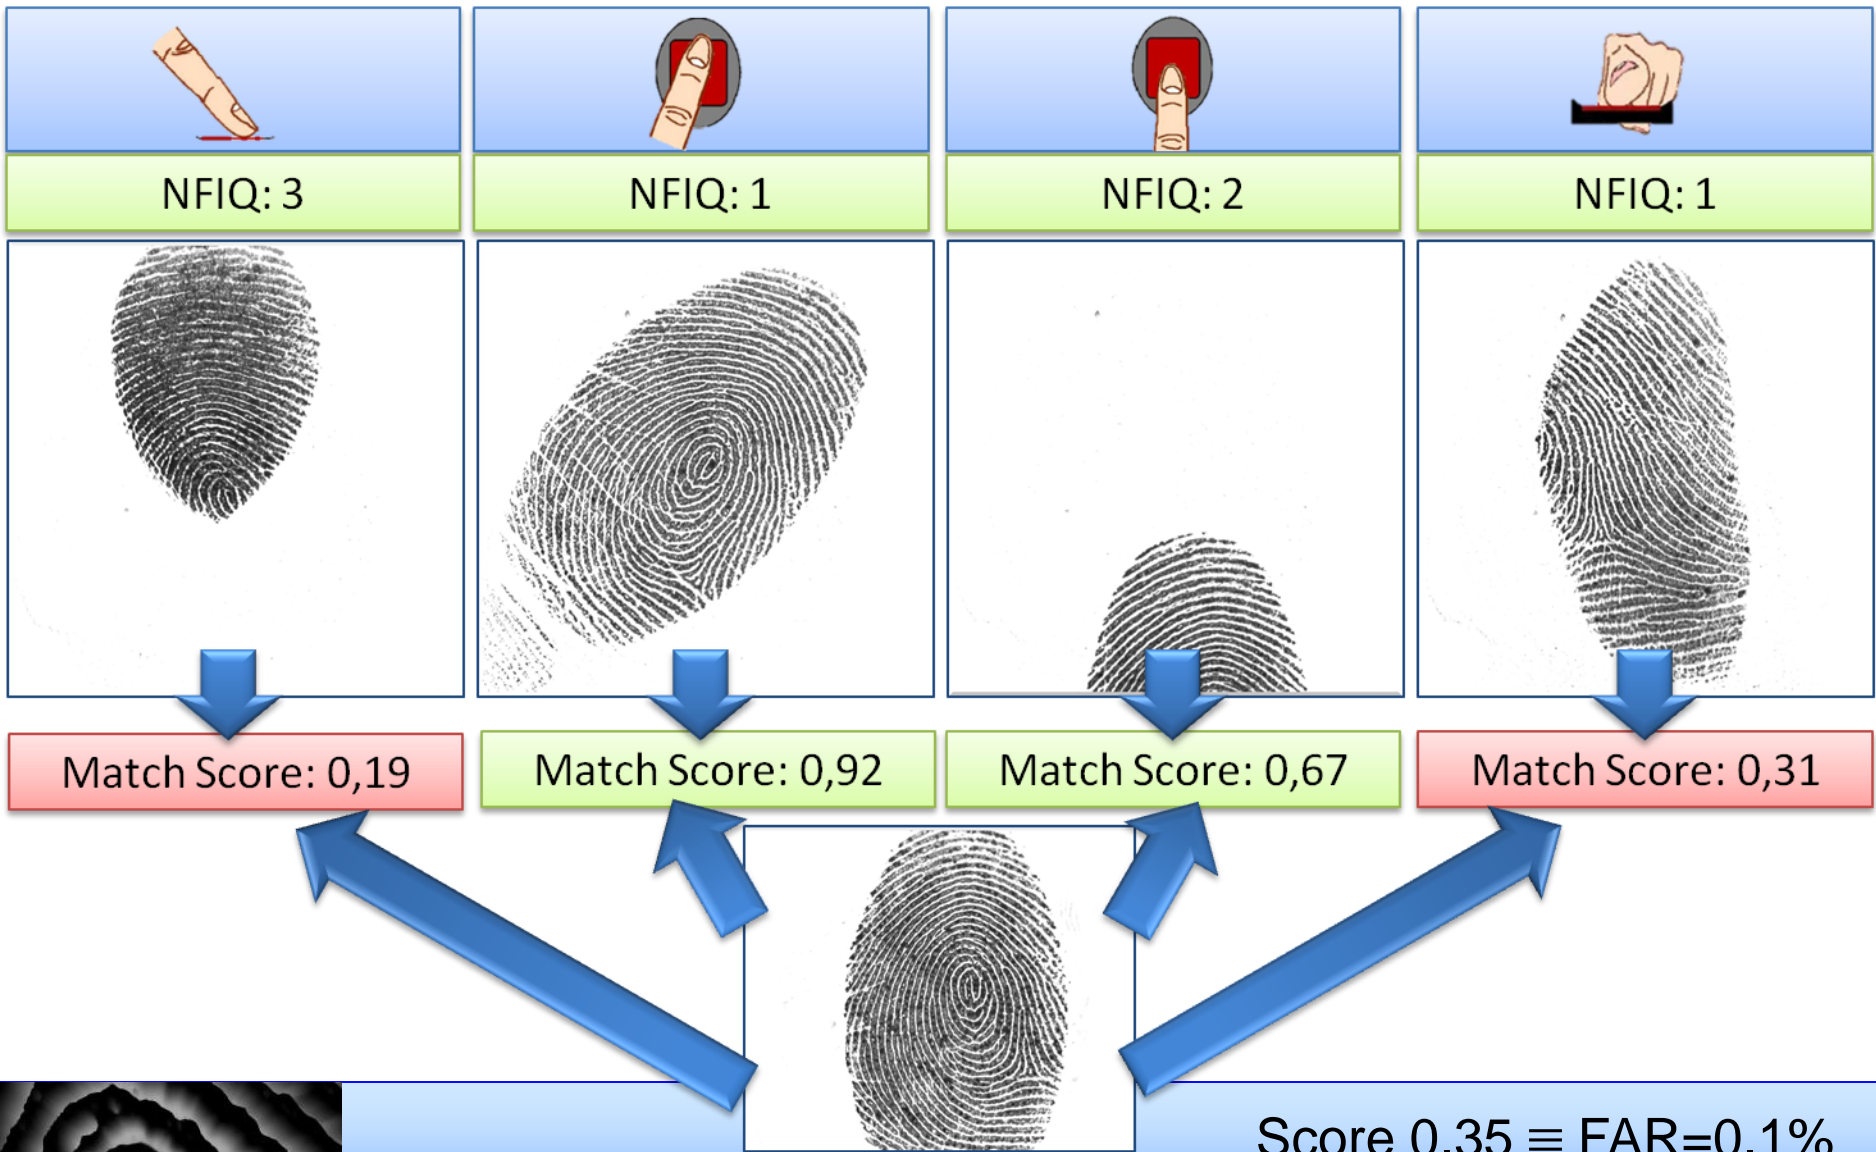 NFIQ: 3
NFIQ: 1
NFIQ: 2
NFIQ: 1
Match Score: 0,19
Match Score: 0,92
Match Score: 0,67
Match Score: 0,31
Score 0.35 ≡ FAR=0.1%